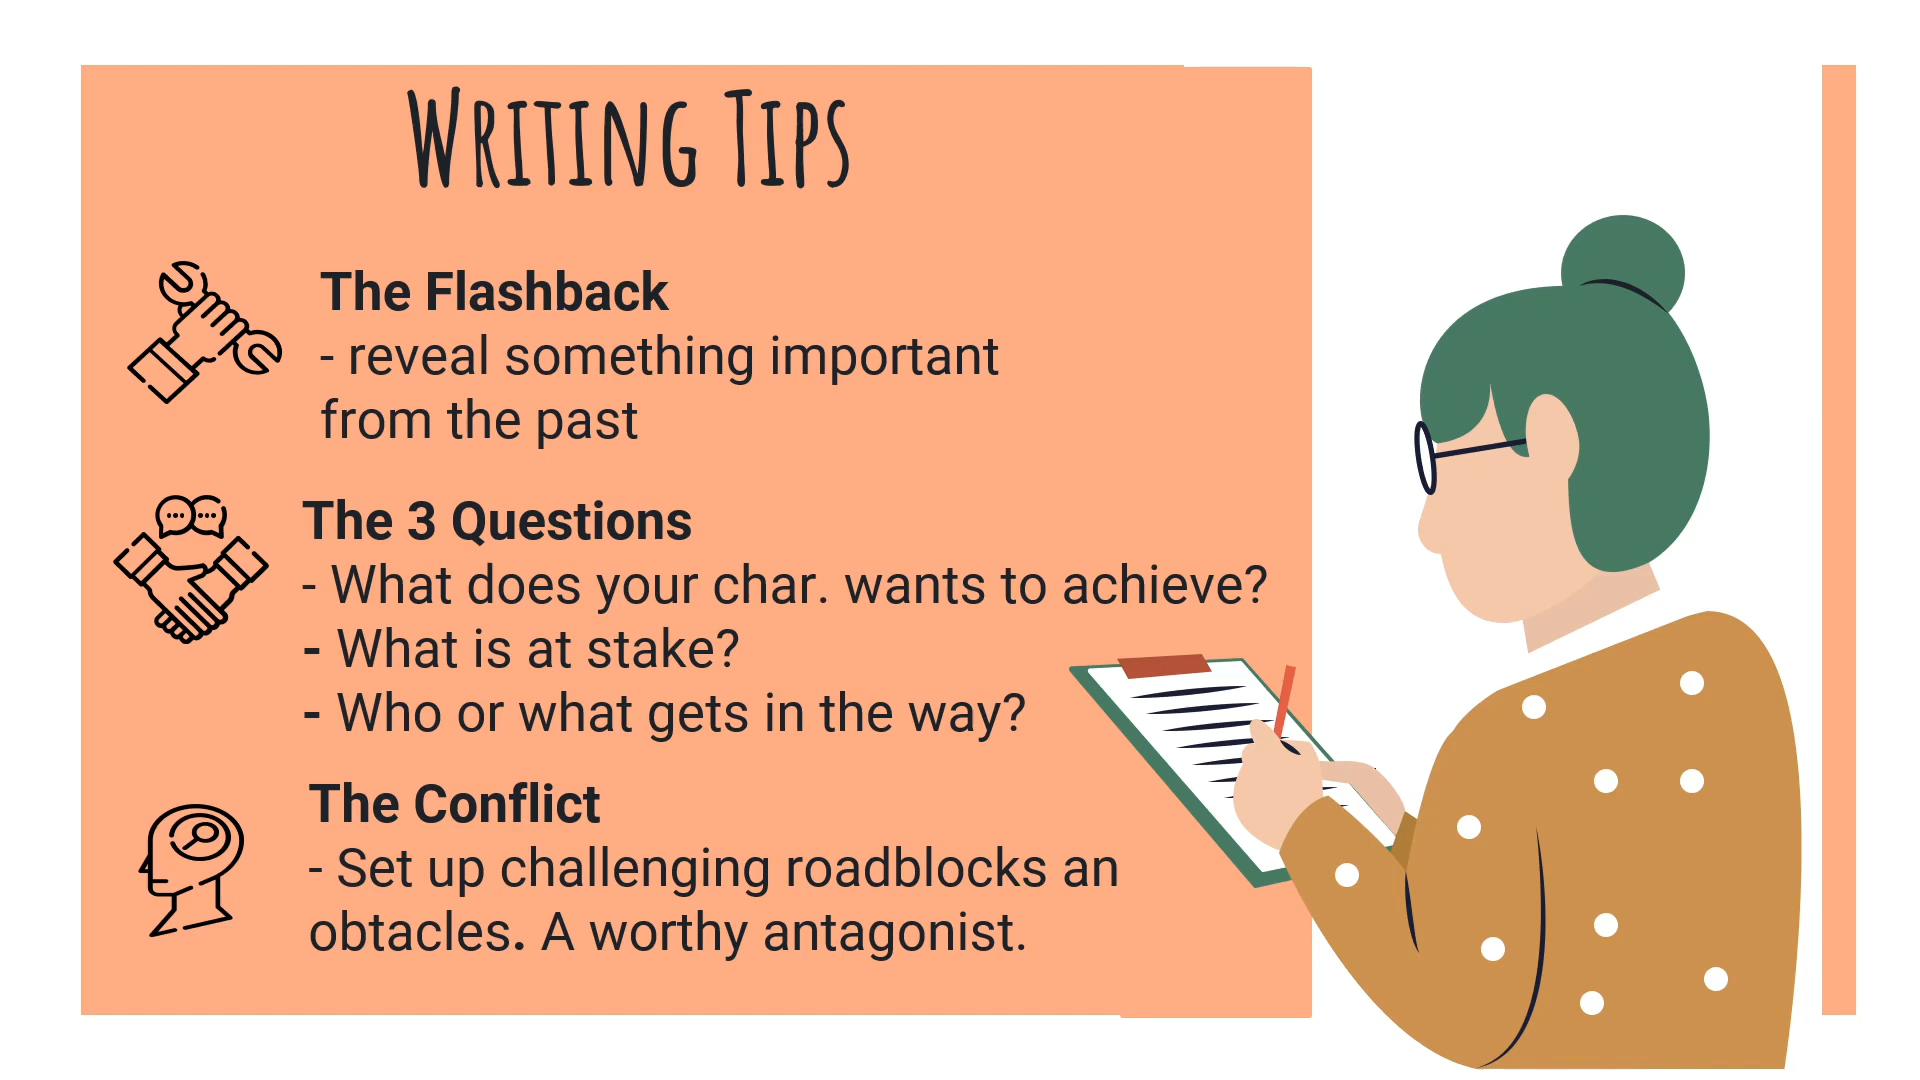 Writing Tips
The Flashback
- reveal something important
from the past
The 3 Questions
- What does your char. wants to achieve?
- What is at stake?
- Who or what gets in the way?
The Conflict
- Set up challenging roadblocks an
obtacles. A worthy antagonist.